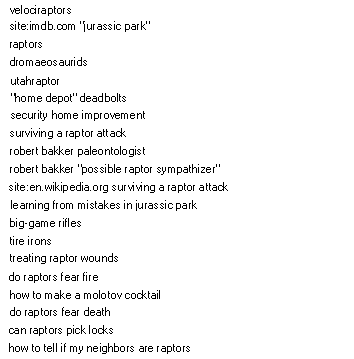 velociraptors
site:imdb.com "jurassic park"
raptors
dromaeosaurids
utahraptor
"home depot" deadbolts
security home improvement
surviving a raptor attack
robert bakker paleontologist
robert bakker "possible raptor sympathizer"
site:en.wikipedia.org surviving a raptor attack
learning from mistakes in jurassic park
big-game rifles
tire irons
treating raptor wounds
do raptors fear fire
how to make a molotov cocktail
do raptors fear death
can raptors pick locks
how to tell if my neighbors are raptors